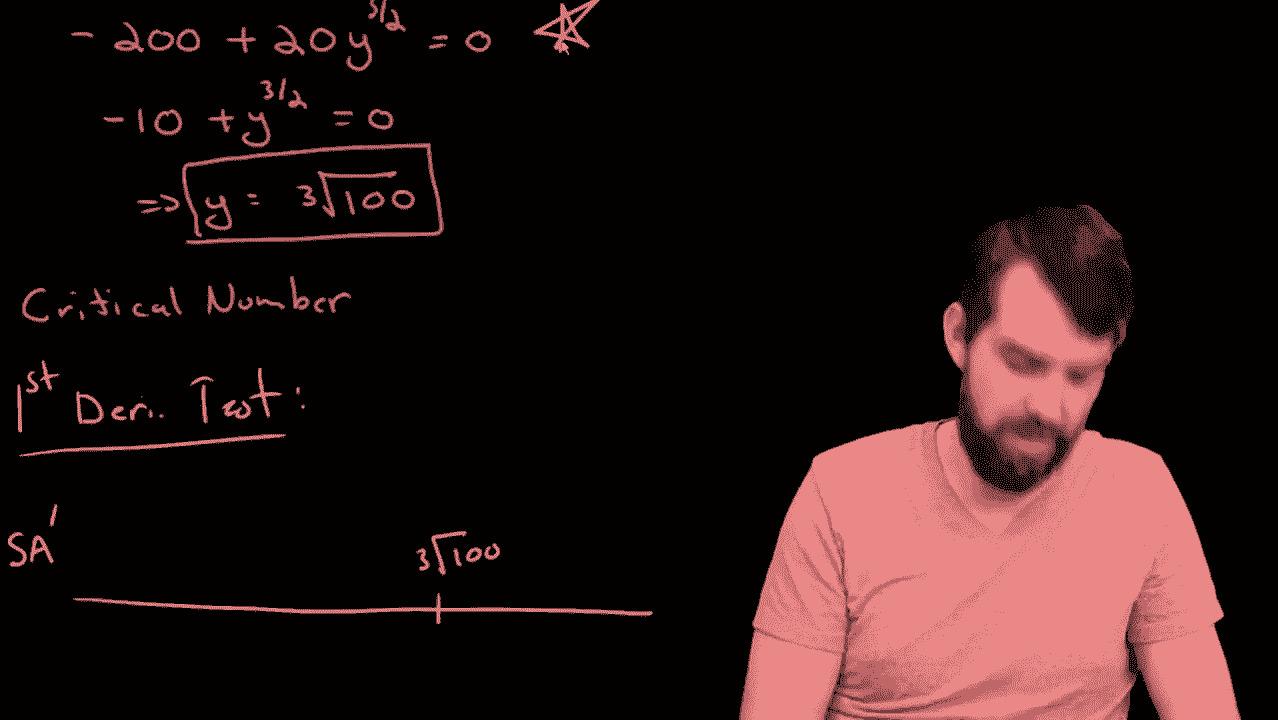 - 200 + 20y^{3/2} = 0 ☆
-10 + y^{3/2} = 0
=> y = ∛100
Critical Number
1st Deri. Test:
SA'
∛100